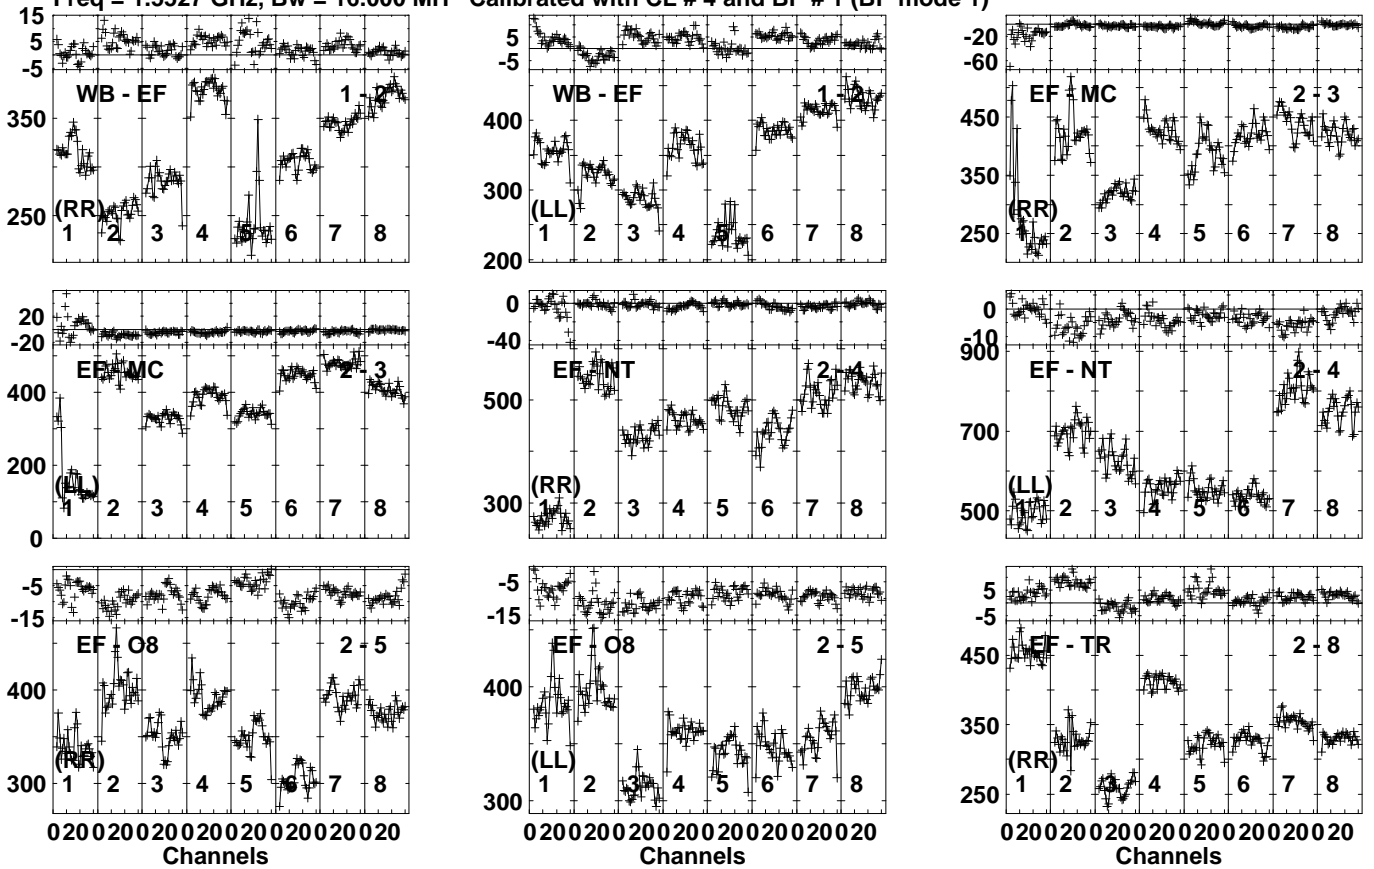 Freq = 1.5527 GHz, Bw = 16.000 MH Calibrated with CL # 4 and BP # 1 (BP mode 1)
15
5
-5
WB - EF 1 - 2
350
250
(RR)
1 2 3 4 5 6 7 8
5
-5
WB - EF 1 - 2
400
300
200
(LL)
1 2 3 4 5 6 7 8
-20
-60
EF - MC 2 - 3
450
350
250
(RR)
1 2 3 4 5 6 7 8
20
-20
EF - MC 2 - 3
400
200
0
(LL)
1 2 3 4 5 6 7 8
0
-40
EF - NT 2 - 4
500
300
(RR)
1 2 3 4 5 6 7 8
0
-10
900
EF - NT 2 - 4
700
500
(LL)
1 2 3 4 5 6 7 8
-5
-15
EF - O8 2 - 5
400
300
(RR)
1 2 3 4 5 6 7 8
0 20 0 20 0 20 0 20 0 20 0 20 0 20 0 20
Channels
-5
-15
EF - O8 2 - 5
400
300
(LL)
1 2 3 4 5 6 7 8
0 20 0 20 0 20 0 20 0 20 0 20 0 20 0 20
Channels
5
-5
EF - TR 2 - 8
450
350
250
(RR)
1 2 3 4 5 6 7 8
0 20 0 20 0 20 0 20 0 20 0 20 0 20 0 20
Channels